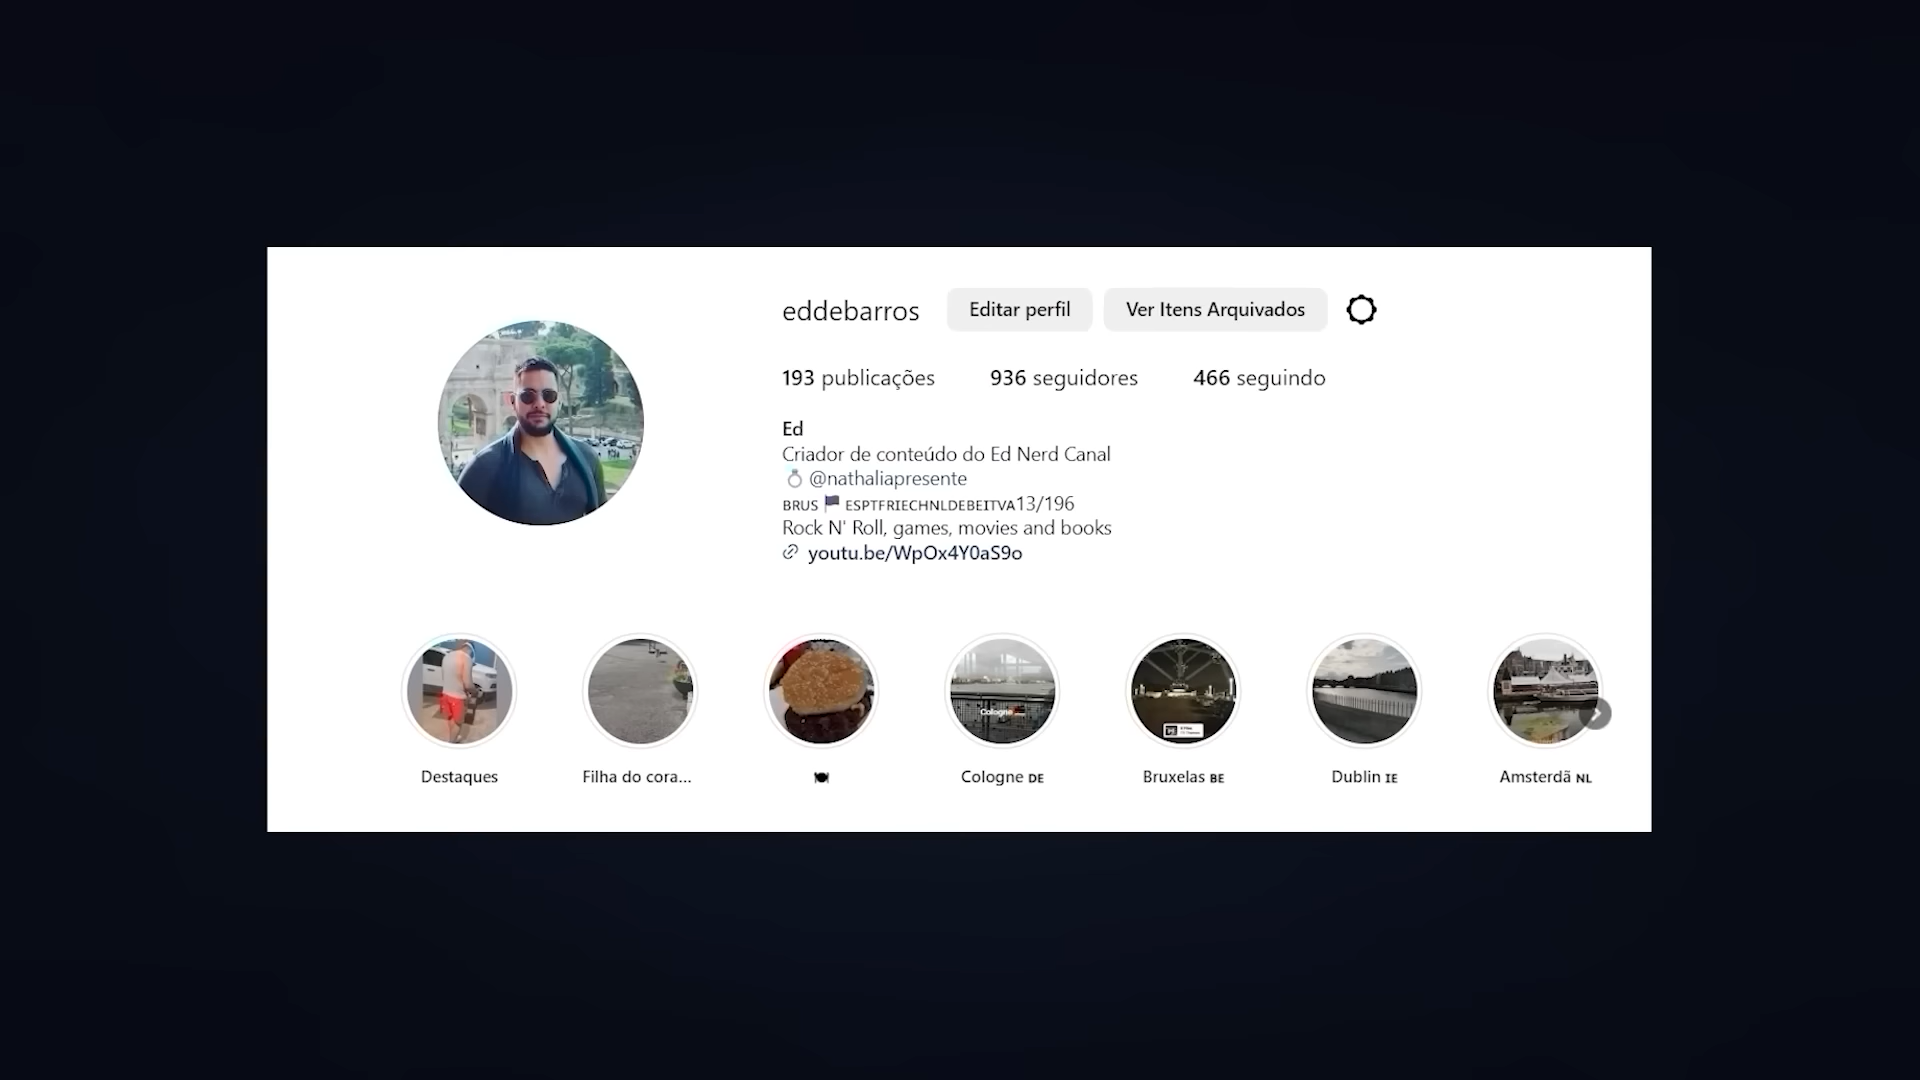 eddebarros Editar perfil Ver Itens Arquivados
193 publicações 936 seguidores 466 seguindo
Ed
Criador de conteúdo do Ed Nerd Canal
@nathaliapresente
BRUS ESPTFRIECHNLDEBEITVA13/196
Rock N' Roll, games, movies and books
youtu.be/WpOx4Y0aS9o
Cologne
Destaques Filha do cora... Cologne DE Bruxelas BE Dublin IE Amsterdã NL